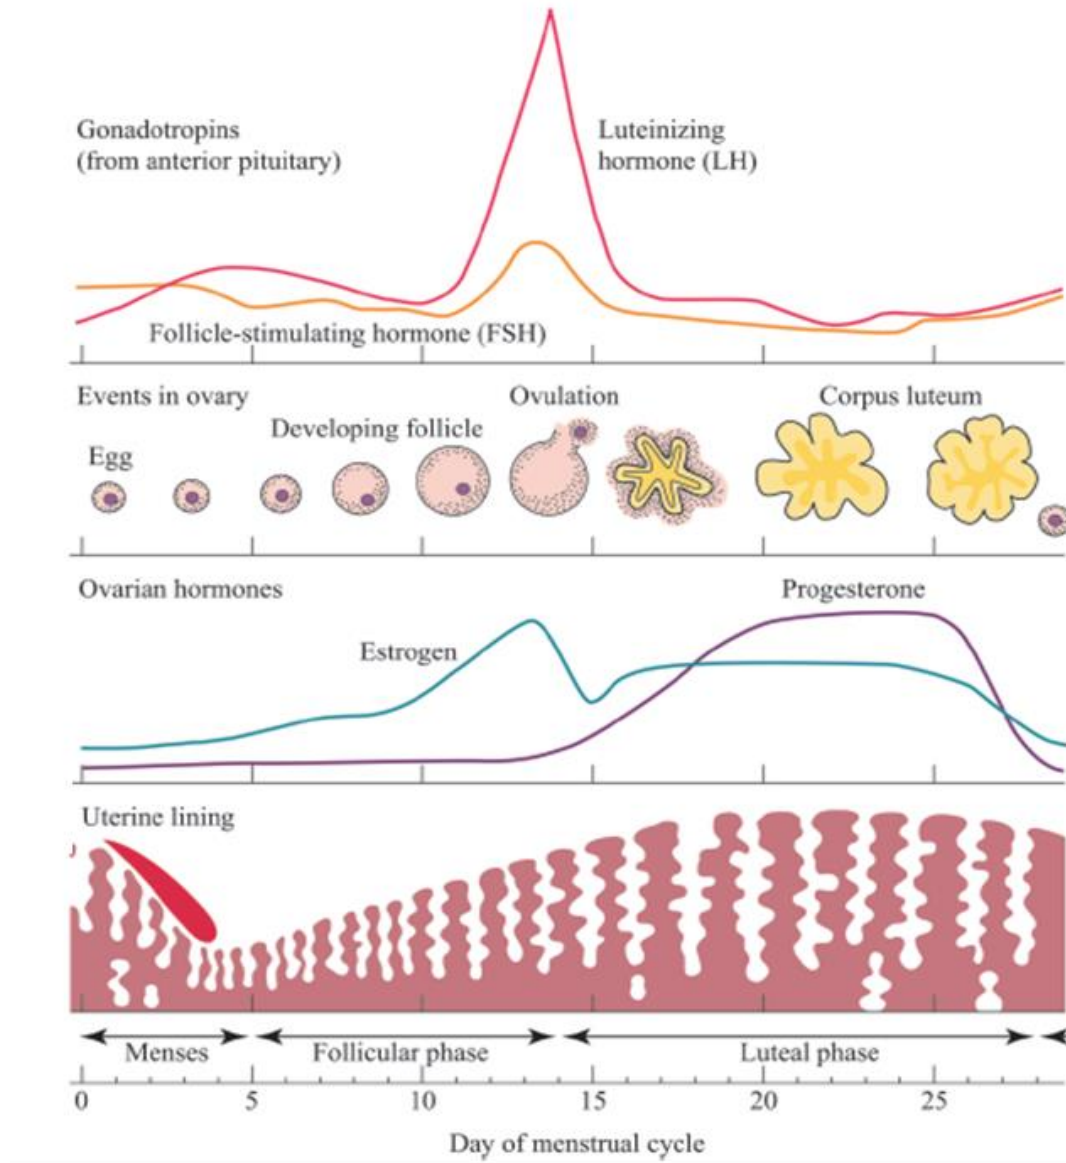 Gonadotropins
(from anterior pituitary)
Luteinizing
hormone (LH)
Follicle-stimulating hormone (FSH)
Events in ovary
Ovulation
Corpus luteum
Developing follicle
Egg
Ovarian hormones
Progesterone
Estrogen
Uterine lining
Menses
Follicular phase
Luteal phase
0 5 10 15 20 25
Day of menstrual cycle